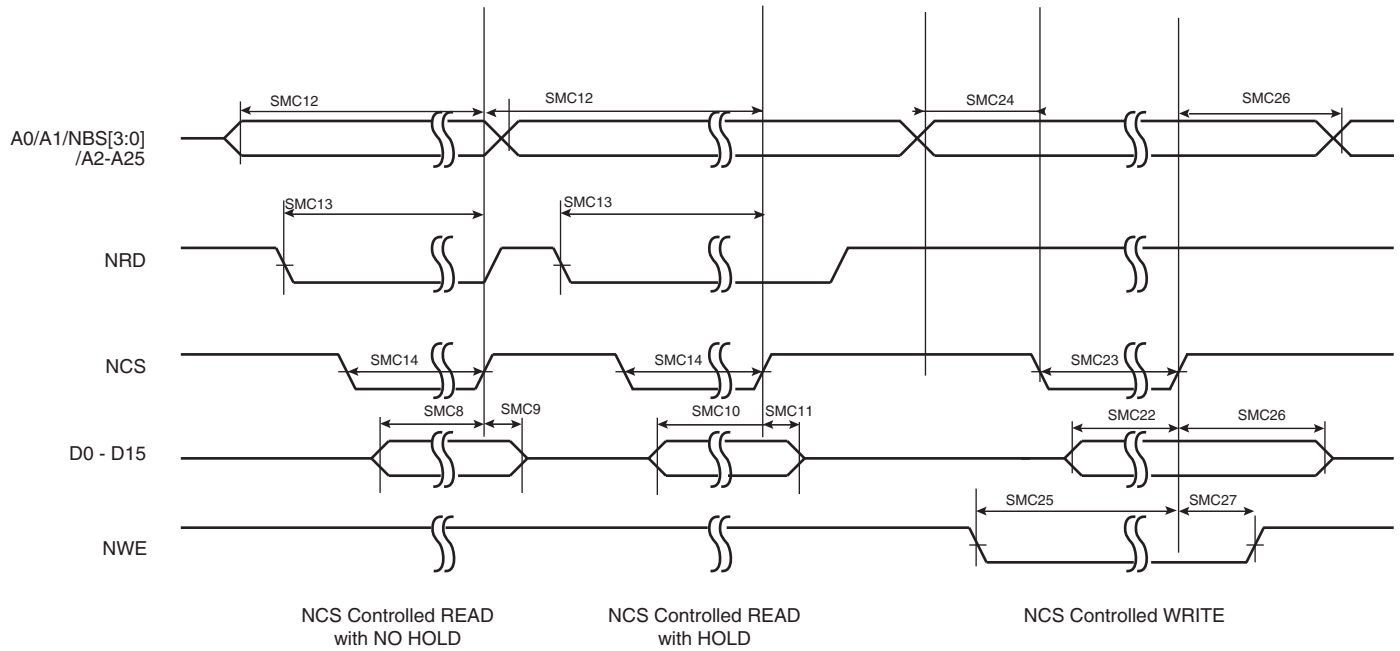 SMC12
SMC12
SMC24
SMC26
A0/A1/NBS[3:0]
/A2-A25
SMC13
SMC13
NRD
NCS
SMC14
SMC14
SMC23
SMC8
SMC9
SMC10
SMC11
SMC22
SMC26
D0 - D15
SMC25
SMC27
NWE
NCS Controlled READ
with NO HOLD
NCS Controlled READ
with HOLD
NCS Controlled WRITE